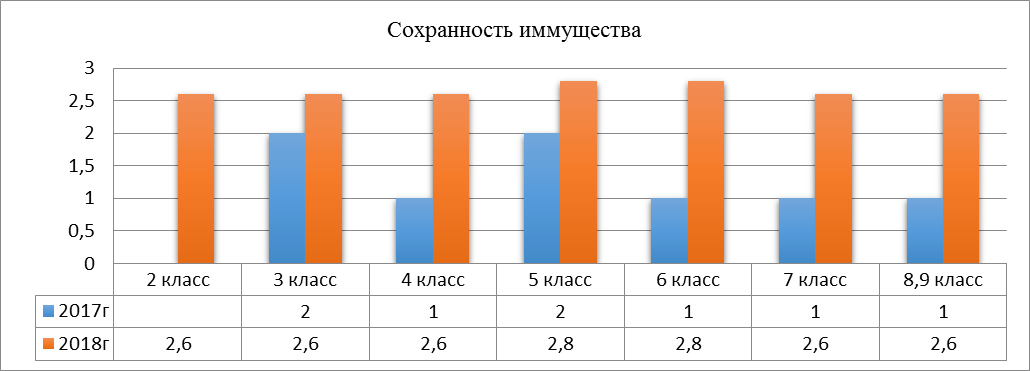 Сохранность иммущества
3
2,5
2
1,5
1
0,5
0
2 класс 3 класс 4 класс 5 класс 6 класс 7 класс 8,9 класс
2017г 2 1 2 1 1 1
2018г 2,6 2,6 2,6 2,8 2,8 2,6 2,6